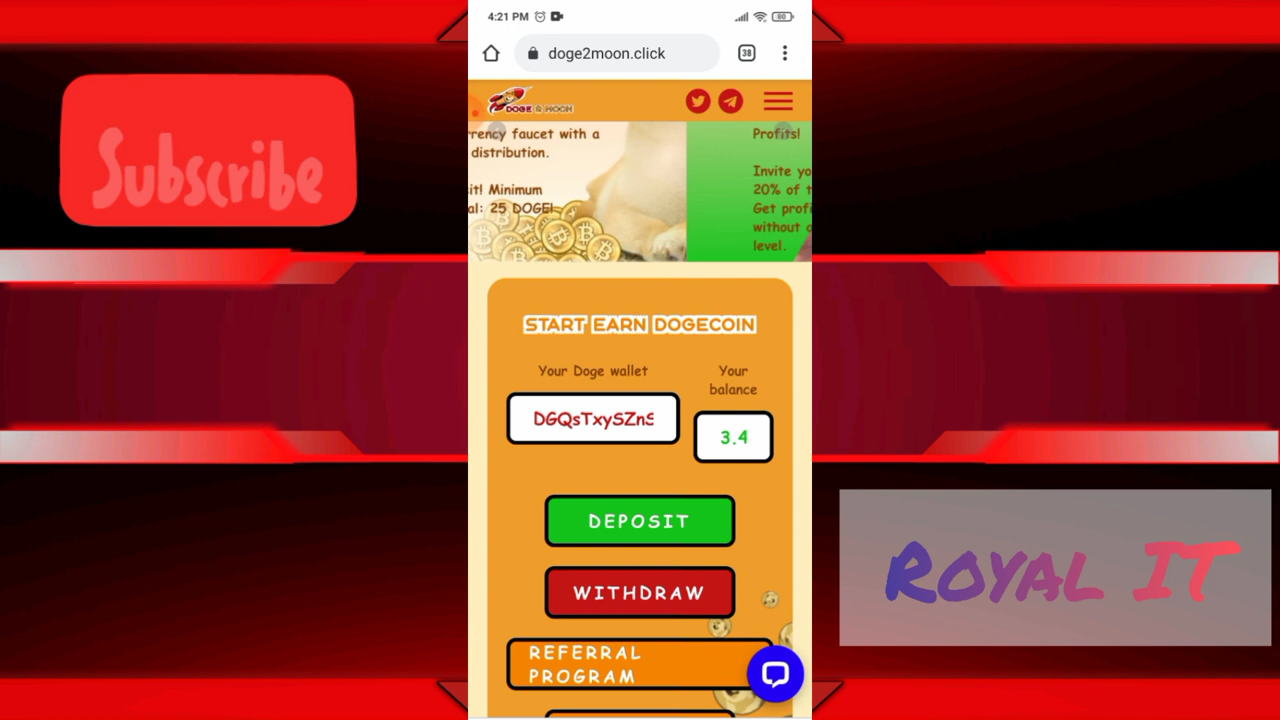 Subscribe
4:21 PM
80
doge2moon.click
38
DOGE 2 MOON
rency faucet with a
distribution.
it! Minimum
al: 25 DOGE!
Profits!
Invite yo
20% of t
Get profi
without a
level.
START EARN DOGECOIN
Your Doge wallet
Your
balance
DGQsTxySZnS
3.4
DEPOSIT
WITHDRAW
REFERRAL
PROGRAM
ROYAL IT